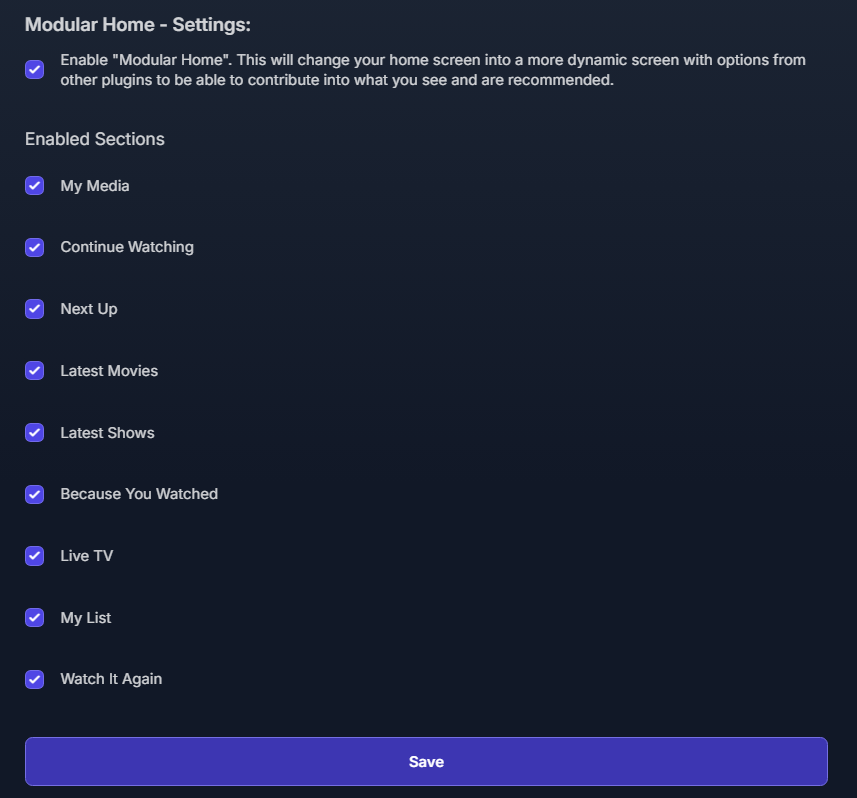 Modular Home - Settings:
Enable "Modular Home". This will change your home screen into a more dynamic screen with options from
other plugins to be able to contribute into what you see and are recommended.
Enabled Sections
My Media
Continue Watching
Next Up
Latest Movies
Latest Shows
Because You Watched
Live TV
My List
Watch It Again
Save